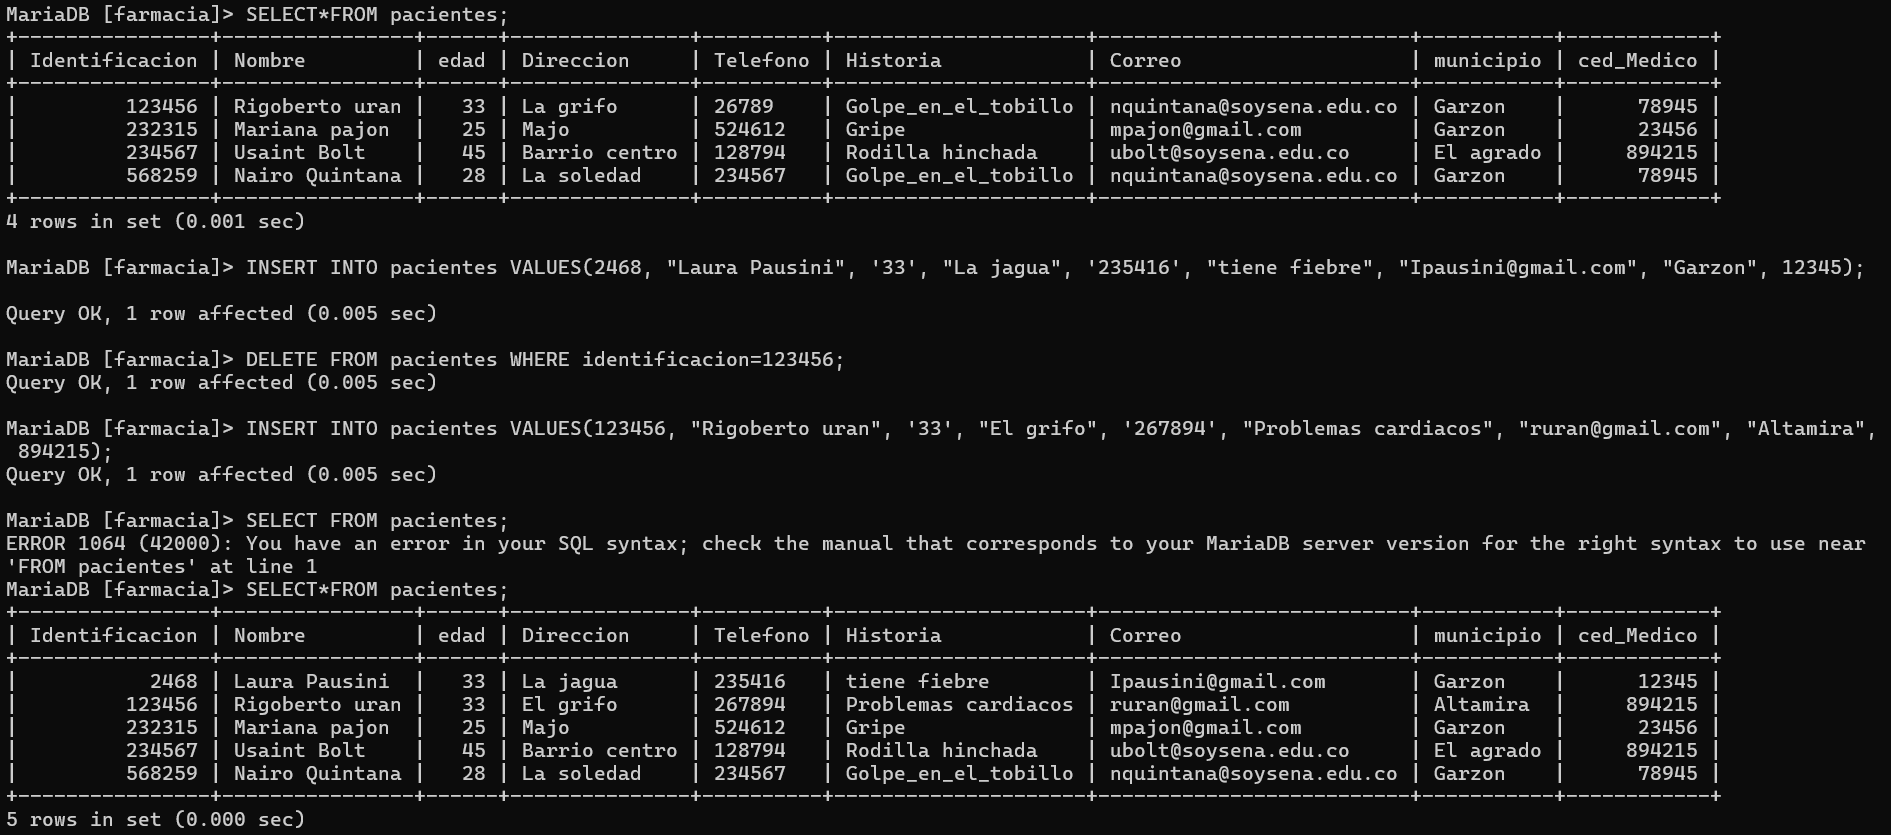 MariaDB [farmacia]> SELECT*FROM pacientes;
+----------------+----------------+------+--------------+----------+---------------------+--------------------------+-----------+------------+
| Identificacion | Nombre         | edad | Direccion     | Telefono | Historia            | Correo                   | municipio | ced_Medico |
+----------------+----------------+------+--------------+----------+---------------------+--------------------------+-----------+------------+
|         123456 | Rigoberto uran |   33 | La grifo      | 26789    | Golpe_en_el_tobillo | nquintana@soysena.edu.co | Garzon    |      78945 |
|         232315 | Mariana pajon  |   25 | Majo          | 524612   | Gripe               | mpajon@gmail.com         | Garzon    |      23456 |
|         234567 | Usaint Bolt    |   45 | Barrio centro | 128794   | Rodilla hinchada    | ubolt@soysena.edu.co     | El agrado |     894215 |
|         568259 | Nairo Quintana |   28 | La soledad    | 234567   | Golpe_en_el_tobillo | nquintana@soysena.edu.co | Garzon    |      78945 |
+----------------+----------------+------+--------------+----------+---------------------+--------------------------+-----------+------------+
4 rows in set (0.001 sec)
MariaDB [farmacia]> INSERT INTO pacientes VALUES(2468, "Laura Pausini", '33', "La jagua", '235416', "tiene fiebre", "Ipausini@gmail.com", "Garzon", 12345);
Query OK, 1 row affected (0.005 sec)
MariaDB [farmacia]> DELETE FROM pacientes WHERE identificacion=123456;
Query OK, 1 row affected (0.005 sec)
MariaDB [farmacia]> INSERT INTO pacientes VALUES(123456, "Rigoberto uran", '33', "El grifo", '267894', "Problemas cardiacos", "ruran@gmail.com", "Altamira",
 894215);
Query OK, 1 row affected (0.005 sec)
MariaDB [farmacia]> SELECT FROM pacientes;
ERROR 1064 (42000): You have an error in your SQL syntax; check the manual that corresponds to your MariaDB server version for the right syntax to use near
'FROM pacientes' at line 1
MariaDB [farmacia]> SELECT*FROM pacientes;
+----------------+----------------+------+--------------+----------+---------------------+--------------------------+-----------+------------+
| Identificacion | Nombre         | edad | Direccion     | Telefono | Historia            | Correo                   | municipio | ced_Medico |
+----------------+----------------+------+--------------+----------+---------------------+--------------------------+-----------+------------+
|           2468 | Laura Pausini  |   33 | La jagua      | 235416   | tiene fiebre        | Ipausini@gmail.com       | Garzon    |      12345 |
|         123456 | Rigoberto uran |   33 | El grifo      | 267894   | Problemas cardiacos | ruran@gmail.com          | Altamira  |     894215 |
|         232315 | Mariana pajon  |   25 | Majo          | 524612   | Gripe               | mpajon@gmail.com         | Garzon    |      23456 |
|         234567 | Usaint Bolt    |   45 | Barrio centro | 128794   | Rodilla hinchada    | ubolt@soysena.edu.co     | El agrado |     894215 |
|         568259 | Nairo Quintana |   28 | La soledad    | 234567   | Golpe_en_el_tobillo | nquintana@soysena.edu.co | Garzon    |      78945 |
+----------------+----------------+------+--------------+----------+---------------------+--------------------------+-----------+------------+
5 rows in set (0.000 sec)